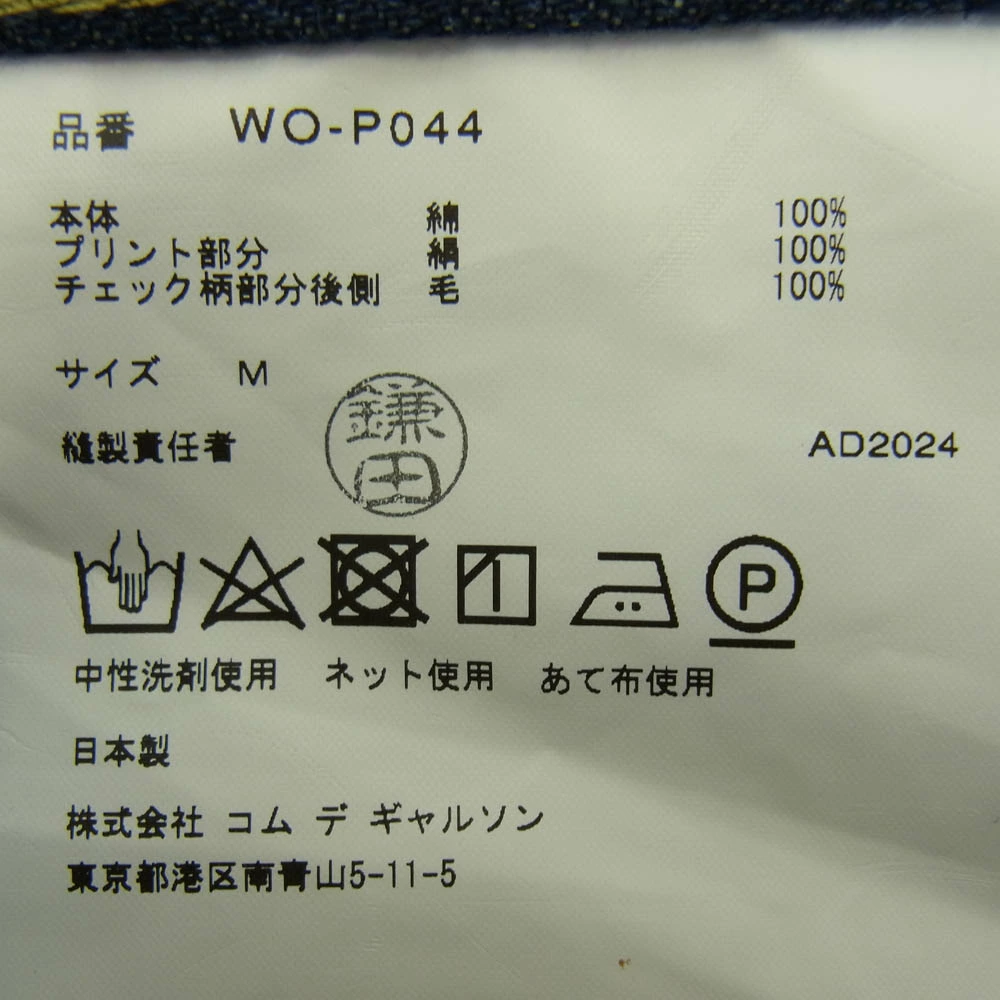 品番 WO-P044
本体 綿 100%
プリント部分 絹 100%
チェック柄部分後側 毛 100%
サイズ M
鎌田
縫製責任者 AD2024
P
中性洗剤使用 ネット使用 あて布使用
日本製
株式会社 コム デ ギャルソン
東京都港区南青山5-11-5